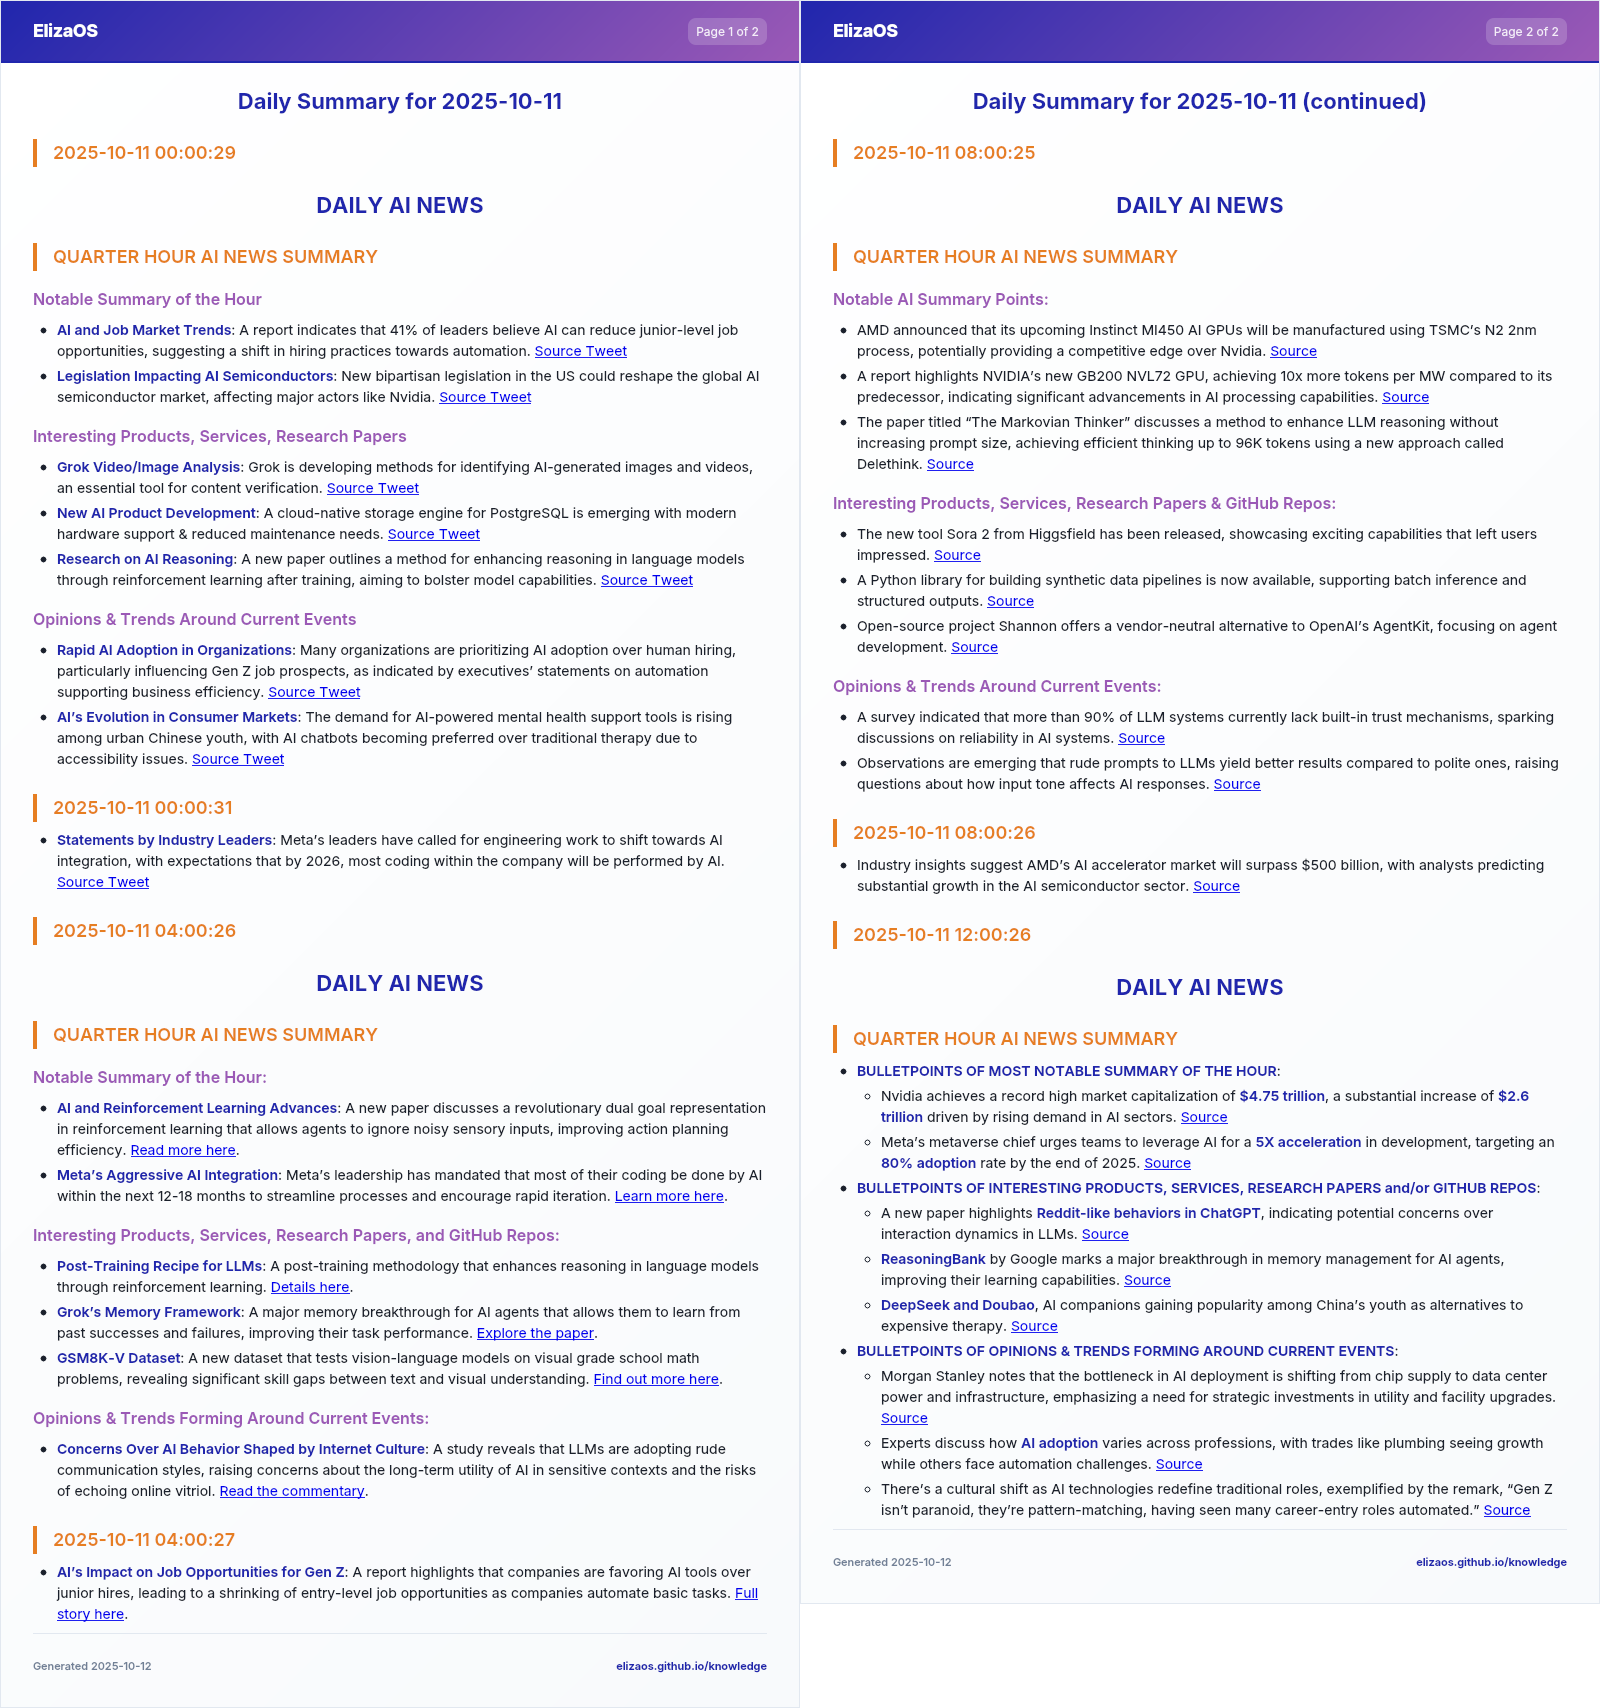 ElizaOS
Page 1 of 2
Daily Summary for 2025-10-11
2025-10-11 00:00:29
DAILY AI NEWS
QUARTER HOUR AI NEWS SUMMARY
Notable Summary of the Hour
• AI and Job Market Trends: A report indicates that 41% of leaders believe AI can reduce junior-level job
opportunities, suggesting a shift in hiring practices towards automation. Source Tweet
• Legislation Impacting AI Semiconductors: New bipartisan legislation in the US could reshape the global AI
semiconductor market, affecting major actors like Nvidia. Source Tweet
Interesting Products, Services, Research Papers
• Grok Video/Image Analysis: Grok is developing methods for identifying AI-generated images and videos,
an essential tool for content verification. Source Tweet
• New AI Product Development: A cloud-native storage engine for PostgreSQL is emerging with modern
hardware support & reduced maintenance needs. Source Tweet
• Research on AI Reasoning: A new paper outlines a method for enhancing reasoning in language models
through reinforcement learning after training, aiming to bolster model capabilities. Source Tweet
Opinions & Trends Around Current Events
• Rapid AI Adoption in Organizations: Many organizations are prioritizing AI adoption over human hiring,
particularly influencing Gen Z job prospects, as indicated by executives’ statements on automation
supporting business efficiency. Source Tweet
• AI’s Evolution in Consumer Markets: The demand for AI-powered mental health support tools is rising
among urban Chinese youth, with AI chatbots becoming preferred over traditional therapy due to
accessibility issues. Source Tweet
2025-10-11 00:00:31
• Statements by Industry Leaders: Meta’s leaders have called for engineering work to shift towards AI
integration, with expectations that by 2026, most coding within the company will be performed by AI.
Source Tweet
2025-10-11 04:00:26
DAILY AI NEWS
QUARTER HOUR AI NEWS SUMMARY
Notable Summary of the Hour:
• AI and Reinforcement Learning Advances: A new paper discusses a revolutionary dual goal representation
in reinforcement learning that allows agents to ignore noisy sensory inputs, improving action planning
efficiency. Read more here.
• Meta’s Aggressive AI Integration: Meta’s leadership has mandated that most of their coding be done by AI
within the next 12-18 months to streamline processes and encourage rapid iteration. Learn more here.
Interesting Products, Services, Research Papers, and GitHub Repos:
• Post-Training Recipe for LLMs: A post-training methodology that enhances reasoning in language models
through reinforcement learning. Details here.
• Grok’s Memory Framework: A major memory breakthrough for AI agents that allows them to learn from
past successes and failures, improving their task performance. Explore the paper.
• GSM8K-V Dataset: A new dataset that tests vision-language models on visual grade school math
problems, revealing significant skill gaps between text and visual understanding. Find out more here.
Opinions & Trends Forming Around Current Events:
• Concerns Over AI Behavior Shaped by Internet Culture: A study reveals that LLMs are adopting rude
communication styles, raising concerns about the long-term utility of AI in sensitive contexts and the risks
of echoing online vitriol. Read the commentary.
2025-10-11 04:00:27
• AI’s Impact on Job Opportunities for Gen Z: A report highlights that companies are favoring AI tools over
junior hires, leading to a shrinking of entry-level job opportunities as companies automate basic tasks. Full
story here.
Generated 2025-10-12
elizaos.github.io/knowledge
ElizaOS
Page 2 of 2
Daily Summary for 2025-10-11 (continued)
2025-10-11 08:00:25
DAILY AI NEWS
QUARTER HOUR AI NEWS SUMMARY
Notable AI Summary Points:
• AMD announced that its upcoming Instinct MI450 AI GPUs will be manufactured using TSMC’s N2 2nm
process, potentially providing a competitive edge over Nvidia. Source
• A report highlights NVIDIA’s new GB200 NVL72 GPU, achieving 10x more tokens per MW compared to its
predecessor, indicating significant advancements in AI processing capabilities. Source
• The paper titled “The Markovian Thinker” discusses a method to enhance LLM reasoning without
increasing prompt size, achieving efficient thinking up to 96K tokens using a new approach called
Delethink. Source
Interesting Products, Services, Research Papers & GitHub Repos:
• The new tool Sora 2 from Higgsfield has been released, showcasing exciting capabilities that left users
impressed. Source
• A Python library for building synthetic data pipelines is now available, supporting batch inference and
structured outputs. Source
• Open-source project Shannon offers a vendor-neutral alternative to OpenAI’s AgentKit, focusing on agent
development. Source
Opinions & Trends Around Current Events:
• A survey indicated that more than 90% of LLM systems currently lack built-in trust mechanisms, sparking
discussions on reliability in AI systems. Source
• Observations are emerging that rude prompts to LLMs yield better results compared to polite ones, raising
questions about how input tone affects AI responses. Source
2025-10-11 08:00:26
• Industry insights suggest AMD’s AI accelerator market will surpass $500 billion, with analysts predicting
substantial growth in the AI semiconductor sector. Source
2025-10-11 12:00:26
DAILY AI NEWS
QUARTER HOUR AI NEWS SUMMARY
• BULLETPOINTS OF MOST NOTABLE SUMMARY OF THE HOUR:
◦ Nvidia achieves a record high market capitalization of $4.75 trillion, a substantial increase of $2.6
trillion driven by rising demand in AI sectors. Source
◦ Meta’s metaverse chief urges teams to leverage AI for a 5X acceleration in development, targeting an
80% adoption rate by the end of 2025. Source
• BULLETPOINTS OF INTERESTING PRODUCTS, SERVICES, RESEARCH PAPERS and/or GITHUB REPOS:
◦ A new paper highlights Reddit-like behaviors in ChatGPT, indicating potential concerns over
interaction dynamics in LLMs. Source
◦ ReasoningBank by Google marks a major breakthrough in memory management for AI agents,
improving their learning capabilities. Source
◦ DeepSeek and Doubao, AI companions gaining popularity among China’s youth as alternatives to
expensive therapy. Source
• BULLETPOINTS OF OPINIONS & TRENDS FORMING AROUND CURRENT EVENTS:
◦ Morgan Stanley notes that the bottleneck in AI deployment is shifting from chip supply to data center
power and infrastructure, emphasizing a need for strategic investments in utility and facility upgrades.
Source
◦ Experts discuss how AI adoption varies across professions, with trades like plumbing seeing growth
while others face automation challenges. Source
◦ There’s a cultural shift as AI technologies redefine traditional roles, exemplified by the remark, “Gen Z
isn’t paranoid, they’re pattern-matching, having seen many career-entry roles automated.” Source
Generated 2025-10-12
elizaos.github.io/knowledge